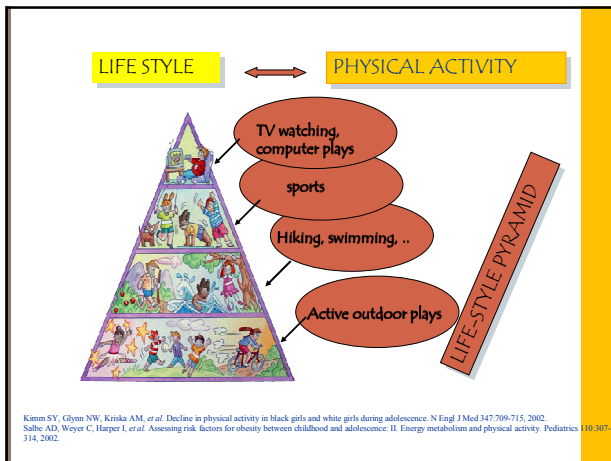 LIFE STYLE
PHYSICAL ACTIVITY
TV watching,
computer plays
sports
Hiking, swimming, ..
Active outdoor plays
LIFE-STYLE PYRAMID
Kimm SY, Glynn NW, Kriska AM, et al. Decline in physical activity in black girls and white girls during adolescence. N Engl J Med 347:709-715, 2002.
Salbe AD, Weyer C, Harper I, et al. Assessing risk factors for obesity between childhood and adolescence: II. Energy metabolism and physical activity. Pediatrics 110:307-
314, 2002.